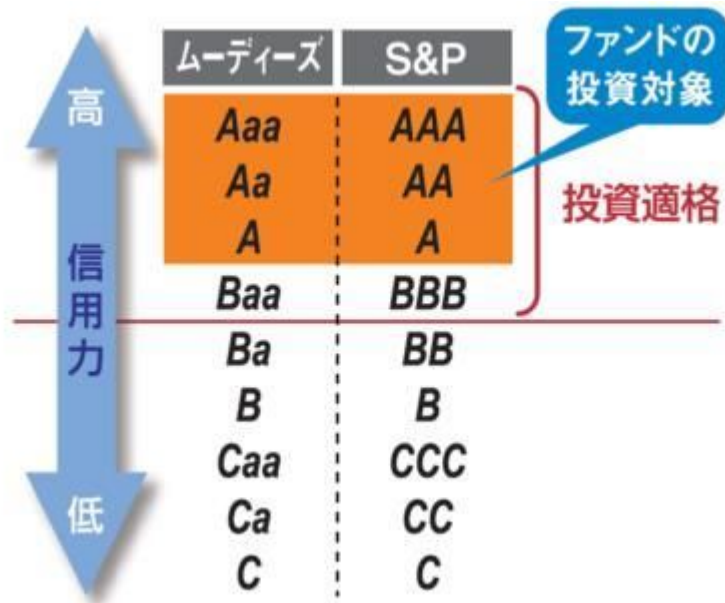 ムーディーズ S&P
ファンドの
投資対象
高
Aaa AAA
Aa AA
A A
投資適格
Baa BBB
信用力
Ba BB
B B
Caa CCC
Ca CC
低
C C